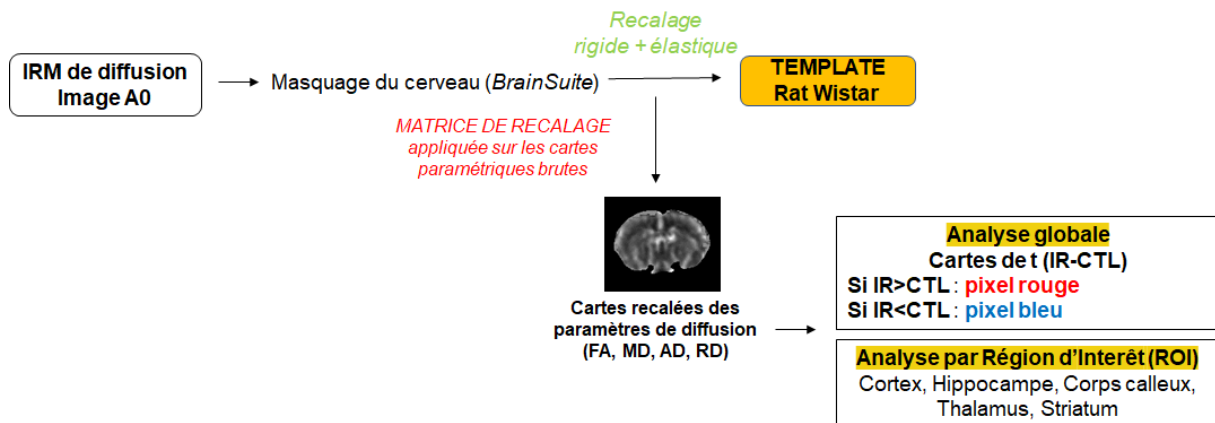 Recalage
rigide + élastique
IRM de diffusion
Image A0
Masquage du cerveau (BrainSuite)
TEMPLATE
Rat Wistar
MATRICE DE RECALAGE
appliquée sur les cartes
paramétriques brutes
Cartes recalées des
paramètres de diffusion
(FA, MD, AD, RD)
Analyse globale
Cartes de t (IR-CTL)
Si IR>CTL : pixel rouge
Si IR<CTL : pixel bleu
Analyse par Région d'Interêt (ROI)
Cortex, Hippocampe, Corps calleux,
Thalamus, Striatum